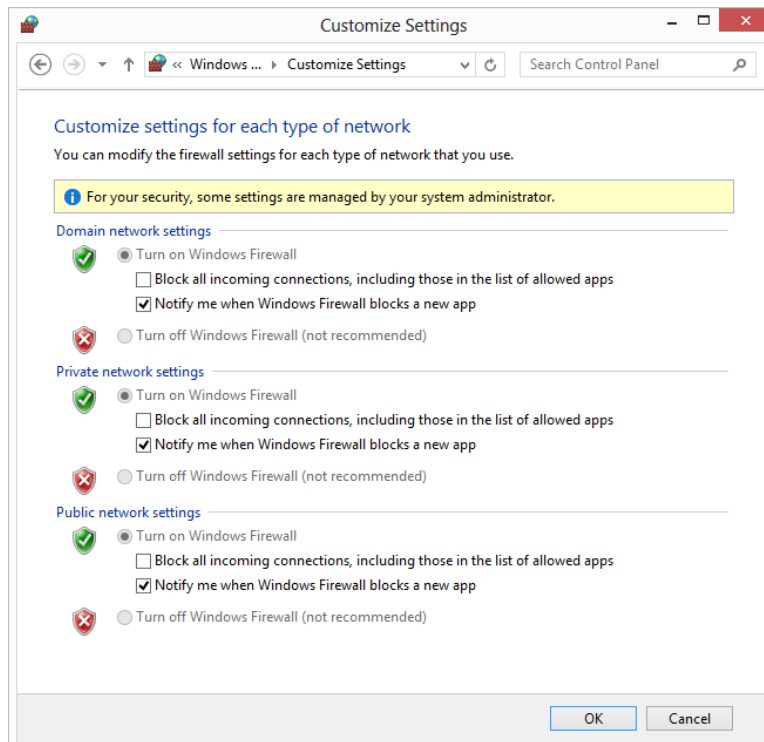 Customize Settings
« Windows ... ▸ Customize Settings
Search Control Panel
Customize settings for each type of network
You can modify the firewall settings for each type of network that you use.
For your security, some settings are managed by your system administrator.
Domain network settings
Turn on Windows Firewall
Block all incoming connections, including those in the list of allowed apps
Notify me when Windows Firewall blocks a new app
Turn off Windows Firewall (not recommended)
Private network settings
Turn on Windows Firewall
Block all incoming connections, including those in the list of allowed apps
Notify me when Windows Firewall blocks a new app
Turn off Windows Firewall (not recommended)
Public network settings
Turn on Windows Firewall
Block all incoming connections, including those in the list of allowed apps
Notify me when Windows Firewall blocks a new app
Turn off Windows Firewall (not recommended)
OK
Cancel